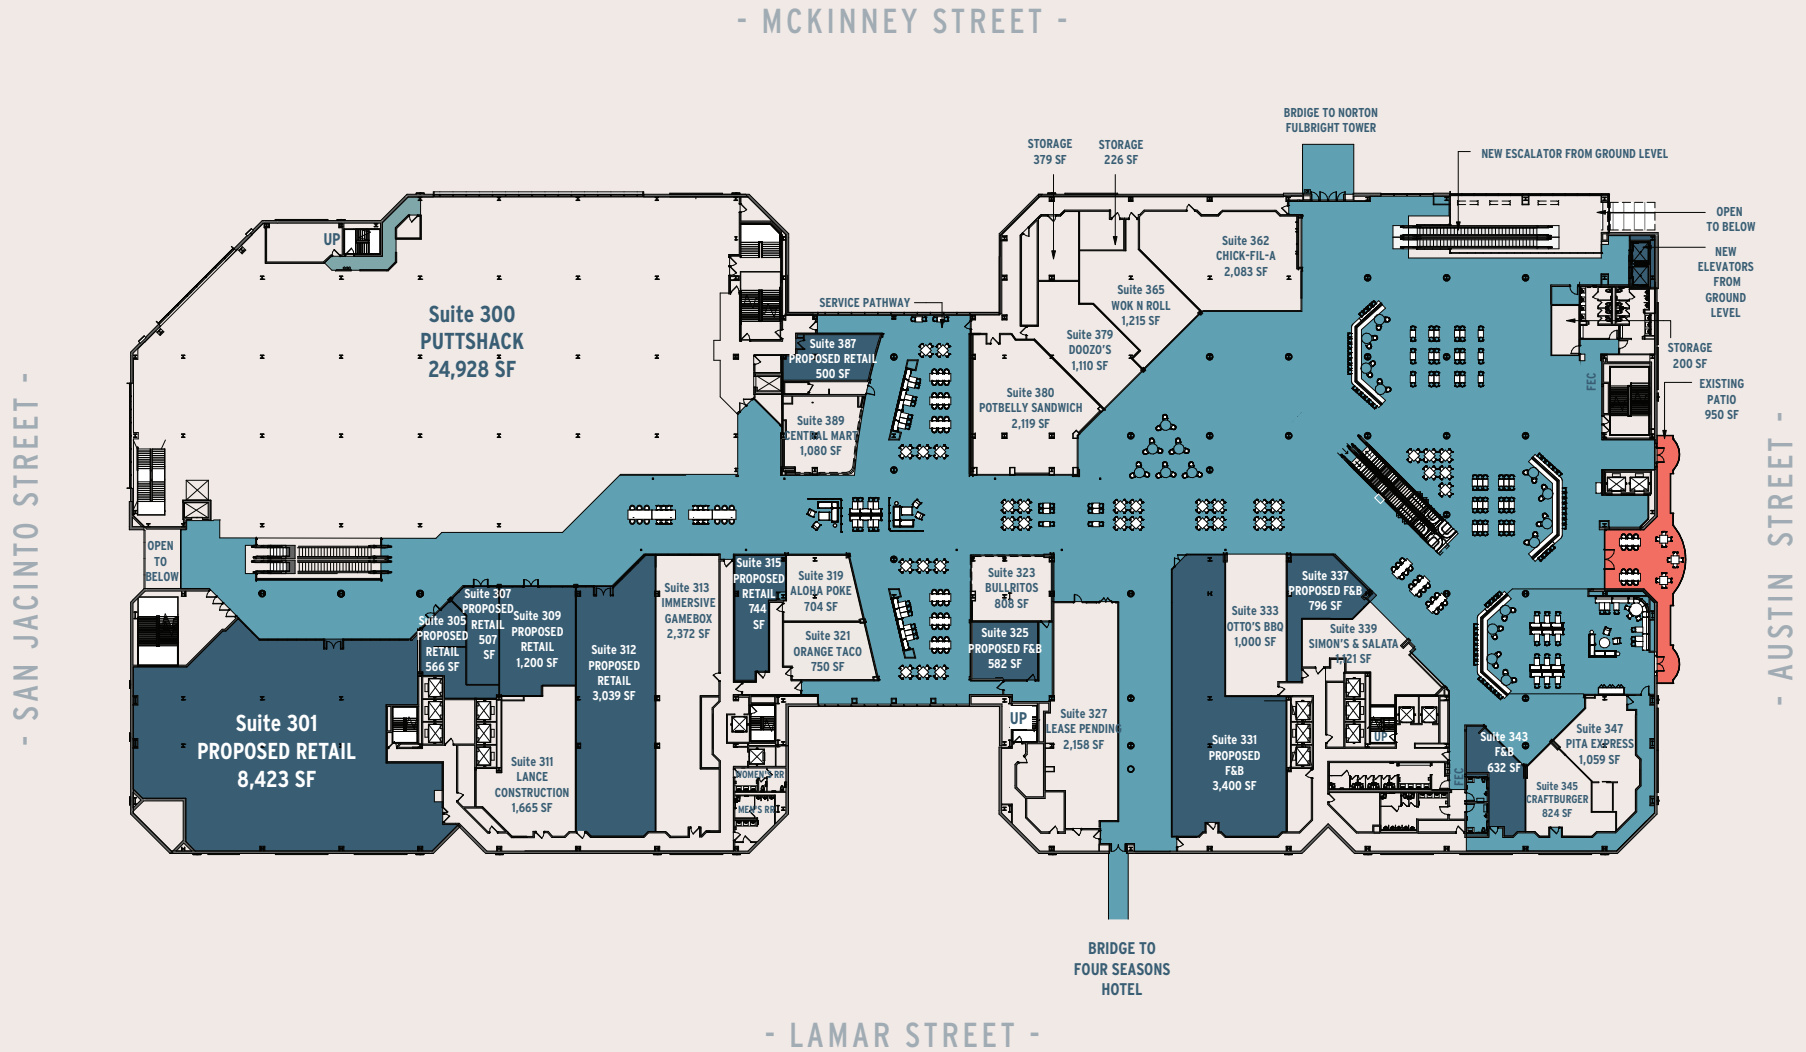 - MCKINNEY STREET -
BRDIGE TO NORTON
FULBRIGHT TOWER
STORAGE
379 SF
STORAGE
226 SF
NEW ESCALATOR FROM GROUND LEVEL
OPEN
TO BELOW
NEW
ELEVATORS
FROM
GROUND
LEVEL
STORAGE
200 SF
EXISTING
PATIO
950 SF
FEC
UP
Suite 300
PUTTSHACK
24,928 SF
SERVICE PATHWAY
Suite 387
PROPOSED RETAIL
500 SF
Suite 389
CENTRAL MART
1,080 SF
Suite 362
CHICK-FIL-A
2,083 SF
Suite 365
WOK N ROLL
1,215 SF
Suite 379
DOOZO'S
1,110 SF
Suite 380
POTBELLY SANDWICH
2,119 SF
- SAN JACINTO STREET -
- AUSTIN STREET -
OPEN
TO
BELOW
Suite 301
PROPOSED RETAIL
8,423 SF
Suite 305
PROPOSED
RETAIL
566 SF
Suite 307
PROPOSED
RETAIL
507
SF
Suite 309
PROPOSED
RETAIL
1,200 SF
Suite 311
LANCE
CONSTRUCTION
1,665 SF
Suite 312
PROPOSED
RETAIL
3,039 SF
Suite 313
IMMERSIVE
GAMEBOX
2,372 SF
Suite 315
PROPOSED
RETAIL
744
SF
Suite 319
ALOHA POKE
704 SF
Suite 321
ORANGE TACO
750 SF
WOMEN'S RR
MEN'S RR
Suite 323
BULLRITOS
808 SF
Suite 325
PROPOSED F&B
582 SF
UP
Suite 327
LEASE PENDING
2,158 SF
Suite 331
PROPOSED
F&B
3,400 SF
Suite 333
OTTO'S BBQ
1,000 SF
Suite 337
PROPOSED F&B
796 SF
Suite 339
SIMON'S & SALATA
1,121 SF
UP
FEC
Suite 343
F&B
632 SF
Suite 345
CRAFTBURGER
824 SF
Suite 347
PITA EXPRESS
1,059 SF
BRIDGE TO
FOUR SEASONS
HOTEL
- LAMAR STREET -